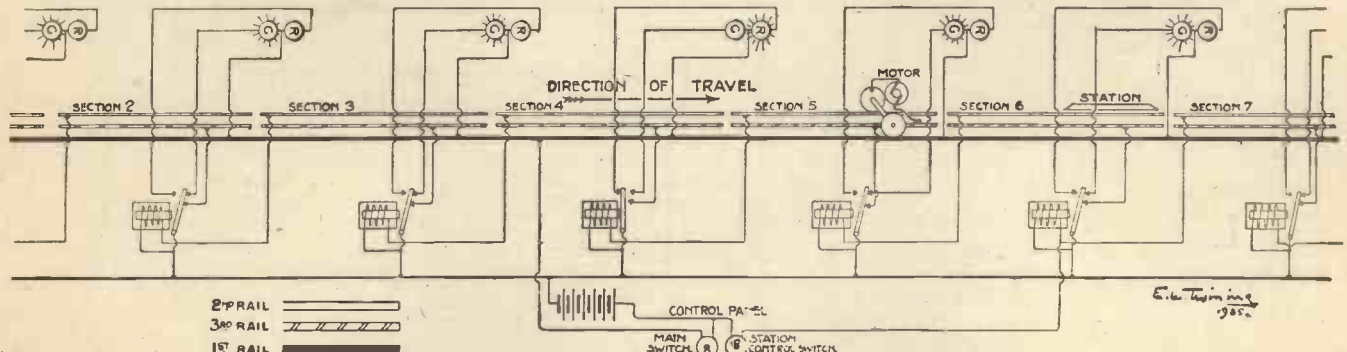 G R
G R
G R
G R
G R
G R
DIRECTION OF TRAVEL
MOTOR
SECTION 2
SECTION 3
SECTION 4
SECTION 5
SECTION 6
STATION
SECTION 7
2ND RAIL
3RD RAIL
1ST RAIL
CONTROL PANEL
MAIN SWITCH
STATION CONTROL SWITCH
E.W. Twining